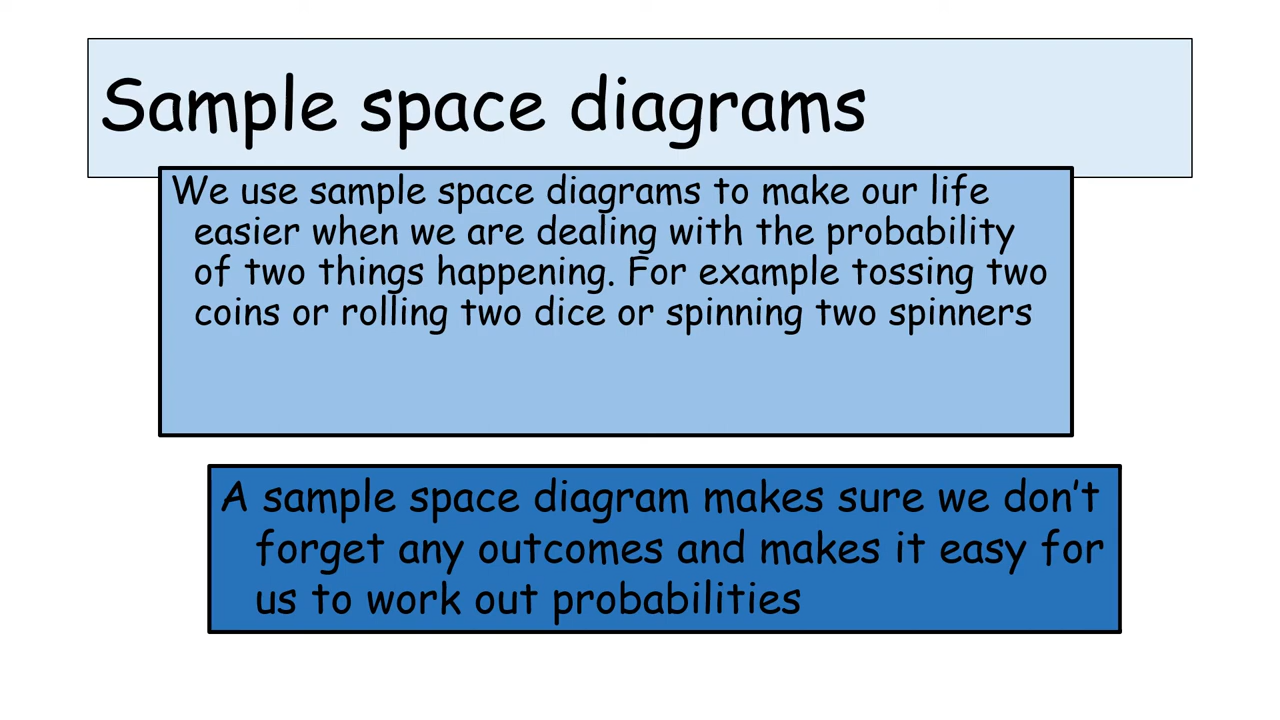 Sample space diagrams
We use sample space diagrams to make our life
easier when we are dealing with the probability
of two things happening. For example tossing two
coins or rolling two dice or spinning two spinners
A sample space diagram makes sure we don’t
forget any outcomes and makes it easy for
us to work out probabilities